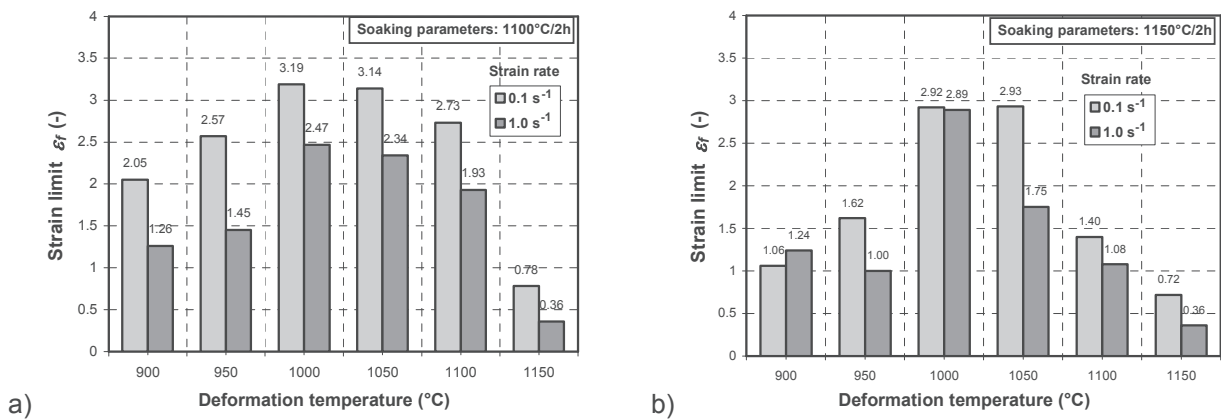 Soaking parameters: 1100°C/2h
Strain rate
0.1 s⁻¹
1.0 s⁻¹
Strain limit εf (-)
4
3.5
3
2.5
2
1.5
1
0.5
0
2.05
1.26
2.57
1.45
3.19
2.47
3.14
2.34
2.73
1.93
0.78
0.36
900 950 1000 1050 1100 1150
Deformation temperature (°C)
a)
Soaking parameters: 1150°C/2h
Strain rate
0.1 s⁻¹
1.0 s⁻¹
Strain limit εf (-)
4
3.5
3
2.5
2
1.5
1
0.5
0
1.06
1.24
1.62
1.00
2.92
2.89
2.93
1.75
1.40
1.08
0.72
0.36
900 950 1000 1050 1100 1150
Deformation temperature (°C)
b)